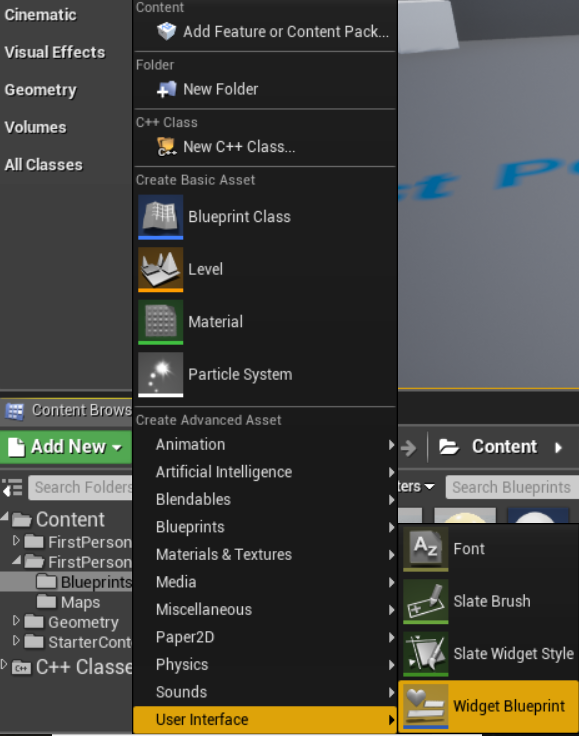 Cinematic
Visual Effects
Geometry
Volumes
All Classes
Content
Add Feature or Content Pack...
Folder
New Folder
C++ Class
New C++ Class...
Create Basic Asset
Blueprint Class
Level
Material
Particle System
Create Advanced Asset
Animation
Artificial Intelligence
Blendables
Blueprints
Materials & Textures
Media
Miscellaneous
Paper2D
Physics
Sounds
User Interface
Content Brows
Add New
Search Folders
Content
FirstPerson
FirstPerson
Blueprints
Maps
Geometry
StarterCont
C++ Classe
Content
ters
Search Blueprints
Font
Slate Brush
Slate Widget Style
Widget Blueprint